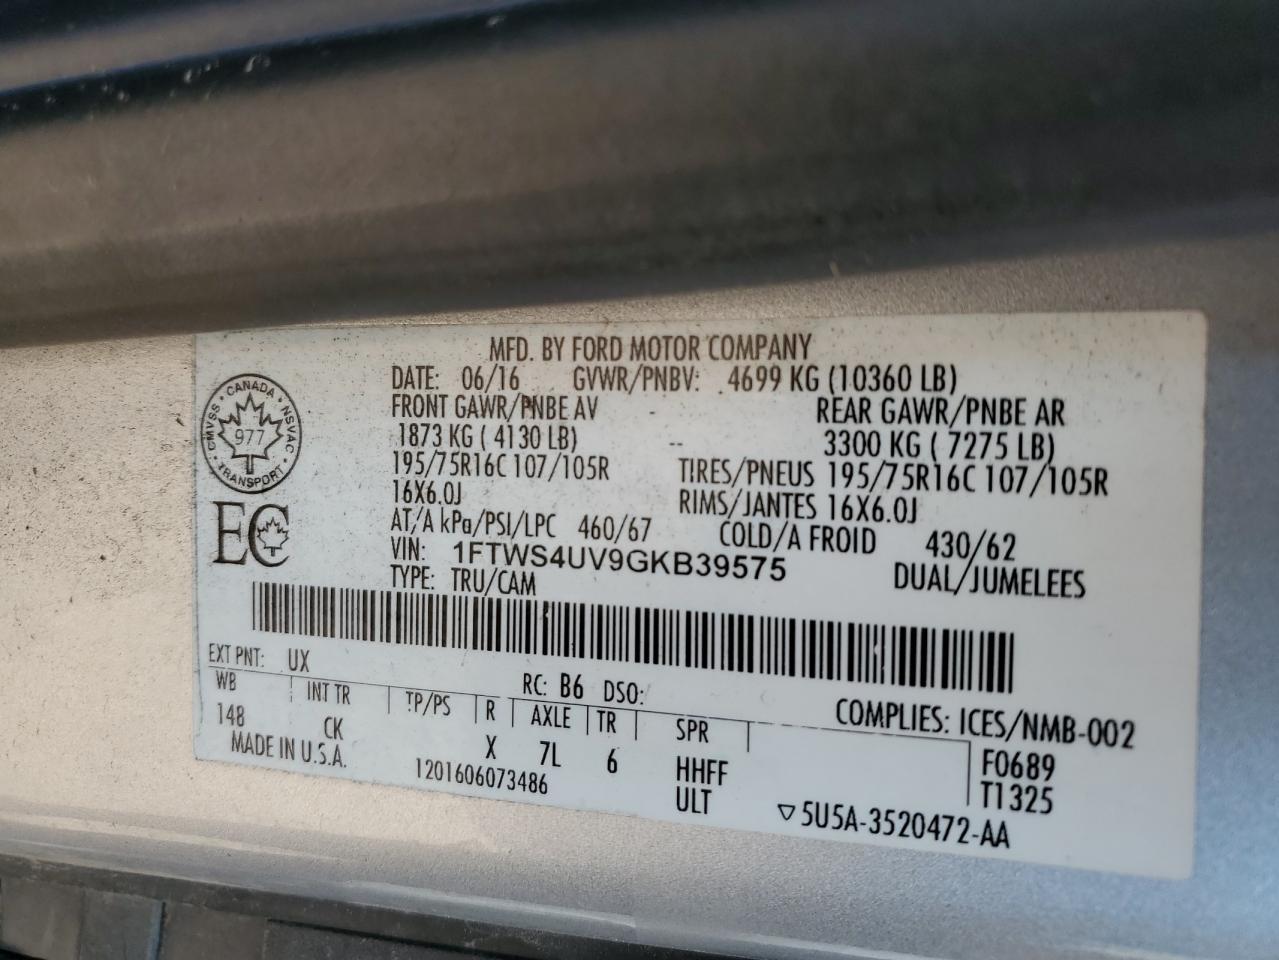 MFD. BY FORD MOTOR COMPANY
DATE: 06/16 GVWR/PNBV: 4699 KG (10360 LB)
FRONT GAWR/PNBE AV - REAR GAWR/PNBE AR
1873 KG ( 4130 LB) -- 3300 KG ( 7275 LB)
195/75R16C 107/105R TIRES/PNEUS 195/75R16C 107/105R
16X6.0J RIMS/JANTES 16X6.0J
AT/A kPa/PSI/LPC 460/67 COLD/A FROID 430/62
VIN: 1FTWS4UV9GKB39575 DUAL/JUMELEES
TYPE: TRU/CAM
CANADA
CMVSS NSVAC
977
TRANSPORT
EC
EXT PNT: UX RC: B6 DSO:
WB INT TR TP/PS R AXLE TR SPR COMPLIES: ICES/NMB-002
148 CK X 7L 6 HHFF F0689
MADE IN U.S.A. 1201606073486 ULT T1325
▽5U5A-3520472-AA